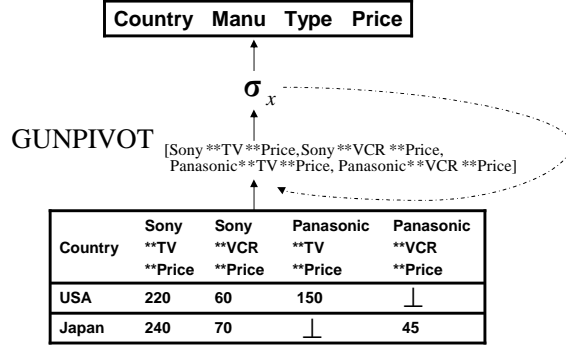 Country Manu Type Price
σ x
GUNPIVOT [Sony**TV**Price,Sony**VCR**Price,
Panasonic**TV**Price, Panasonic**VCR**Price]
Country Sony **TV **Price Sony **VCR **Price Panasonic **TV **Price Panasonic **VCR **Price
USA 220 60 150 ⊥
Japan 240 70 ⊥ 45